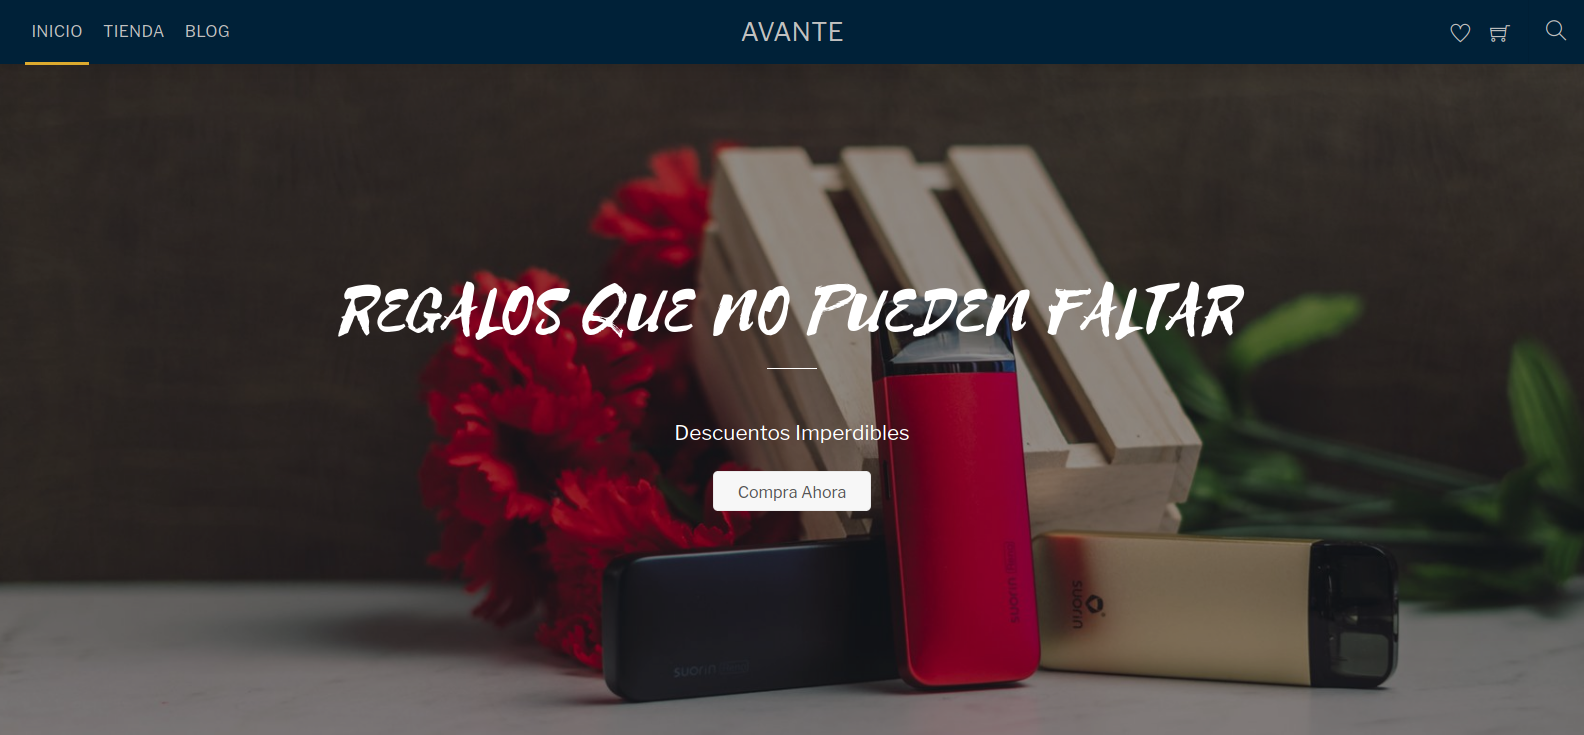 INICIO TIENDA BLOG AVANTE
REGALOS QUE NO PUEDEN FALTAR
Descuentos Imperdibles
Compra Ahora
suorin
suorin
suorin